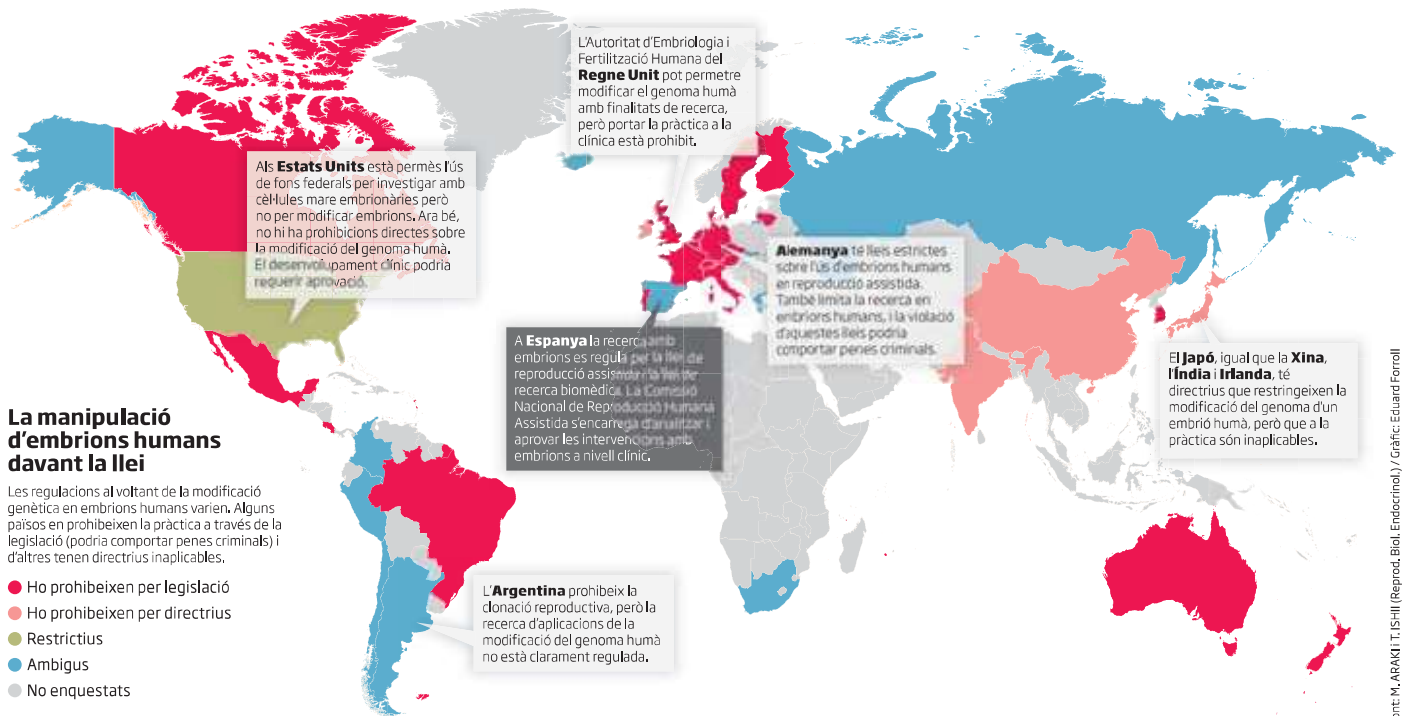 L'Autoritat d'Embriologia i
Fertilització Humana del
Regne Unit pot permetre
modificar el genoma humà
amb finalitats de recerca,
però portar la pràctica a la
clínica està prohibit.
Als Estats Units està permès l'ús
de fons federals per investigar amb
cèl·lules mare embrionàries però
no per modificar embrions. Ara bé,
no hi ha prohibicions directes sobre
la modificació del genoma humà.
El desenvolupament clínic podria
requerir aprovació.
Alemanya té lleis estrictes
sobre l'ús d'embrions humans
en reproducció assistida.
També limita la recerca en
embrions humans, i la violació
d'aquestes lleis podria
comportar penes criminals.
A Espanya la recerca amb
embrions es regula per la llei de
reproducció assistida i la llei de
recerca biomèdica. La Comissió
Nacional de Reproducció Humana
Assistida s'encarrega d'analitzar i
aprovar les intervencions amb
embrions a nivell clínic.
El Japó, igual que la Xina,
l'Índia i Irlanda, té
directrius que restringeixen la
modificació del genoma d'un
embrió humà, però que a la
pràctica són inaplicables.
La manipulació
d'embrions humans
davant la llei
Les regulacions al voltant de la modificació
genètica en embrions humans varien. Alguns
països en prohibeixen la pràctica a través de la
legislació (podria comportar penes criminals) i
d'altres tenen directrius inaplicables.
Ho prohibeixen per legislació
Ho prohibeixen per directrius
Restrictius
Ambigus
No enquestats
L'Argentina prohibeix la
clonació reproductiva, però la
recerca d'aplicacions de la
modificació del genoma humà
no està clarament regulada.
M. ARAKI i T. ISHII (Reprod, Biol. Endocrinol.) / Gràfic: Eduard Forroll